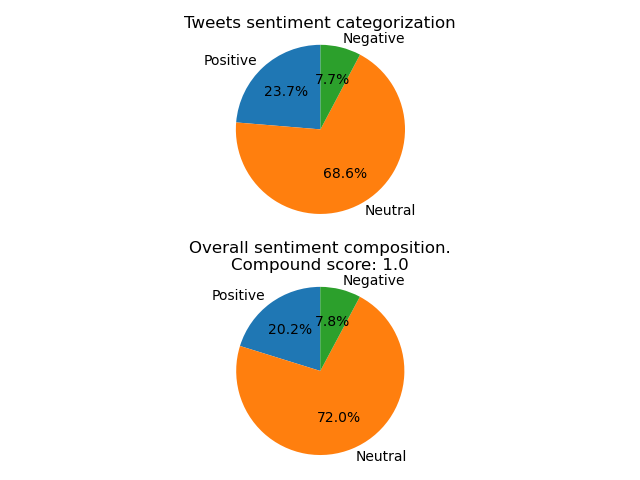 Tweets sentiment categorization
Negative
Positive
7.7%
23.7%
68.6%
Neutral
Overall sentiment composition.
Compound score: 1.0
Negative
Positive
7.8%
20.2%
72.0%
Neutral